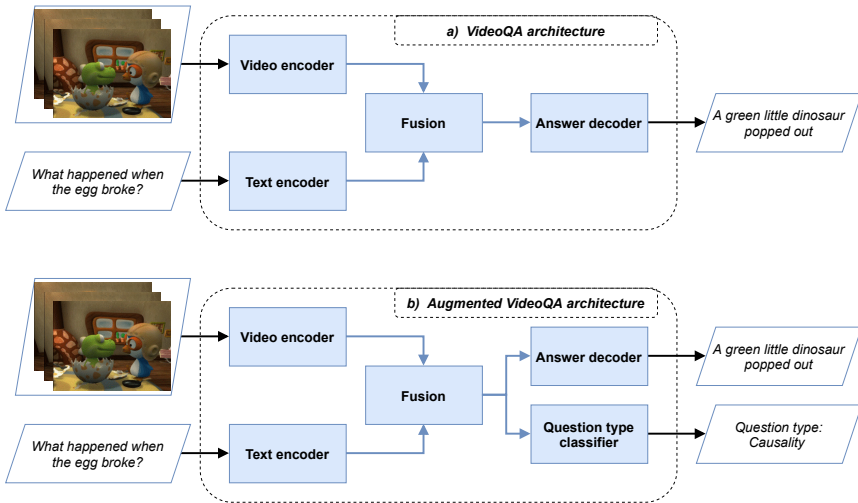 a) VideoQA architecture
Video encoder
Fusion
Answer decoder
A green little dinosaur
popped out
What happened when
the egg broke?
Text encoder
b) Augmented VideoQA architecture
Video encoder
Answer decoder
A green little dinosaur
popped out
Fusion
What happened when
the egg broke?
Text encoder
Question type
classifier
Question type:
Causality